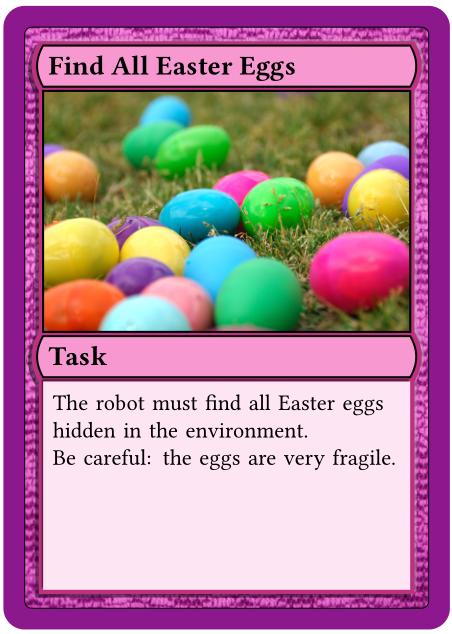 Find All Easter Eggs
Task
The robot must find all Easter eggs
hidden in the environment.
Be careful: the eggs are very fragile.